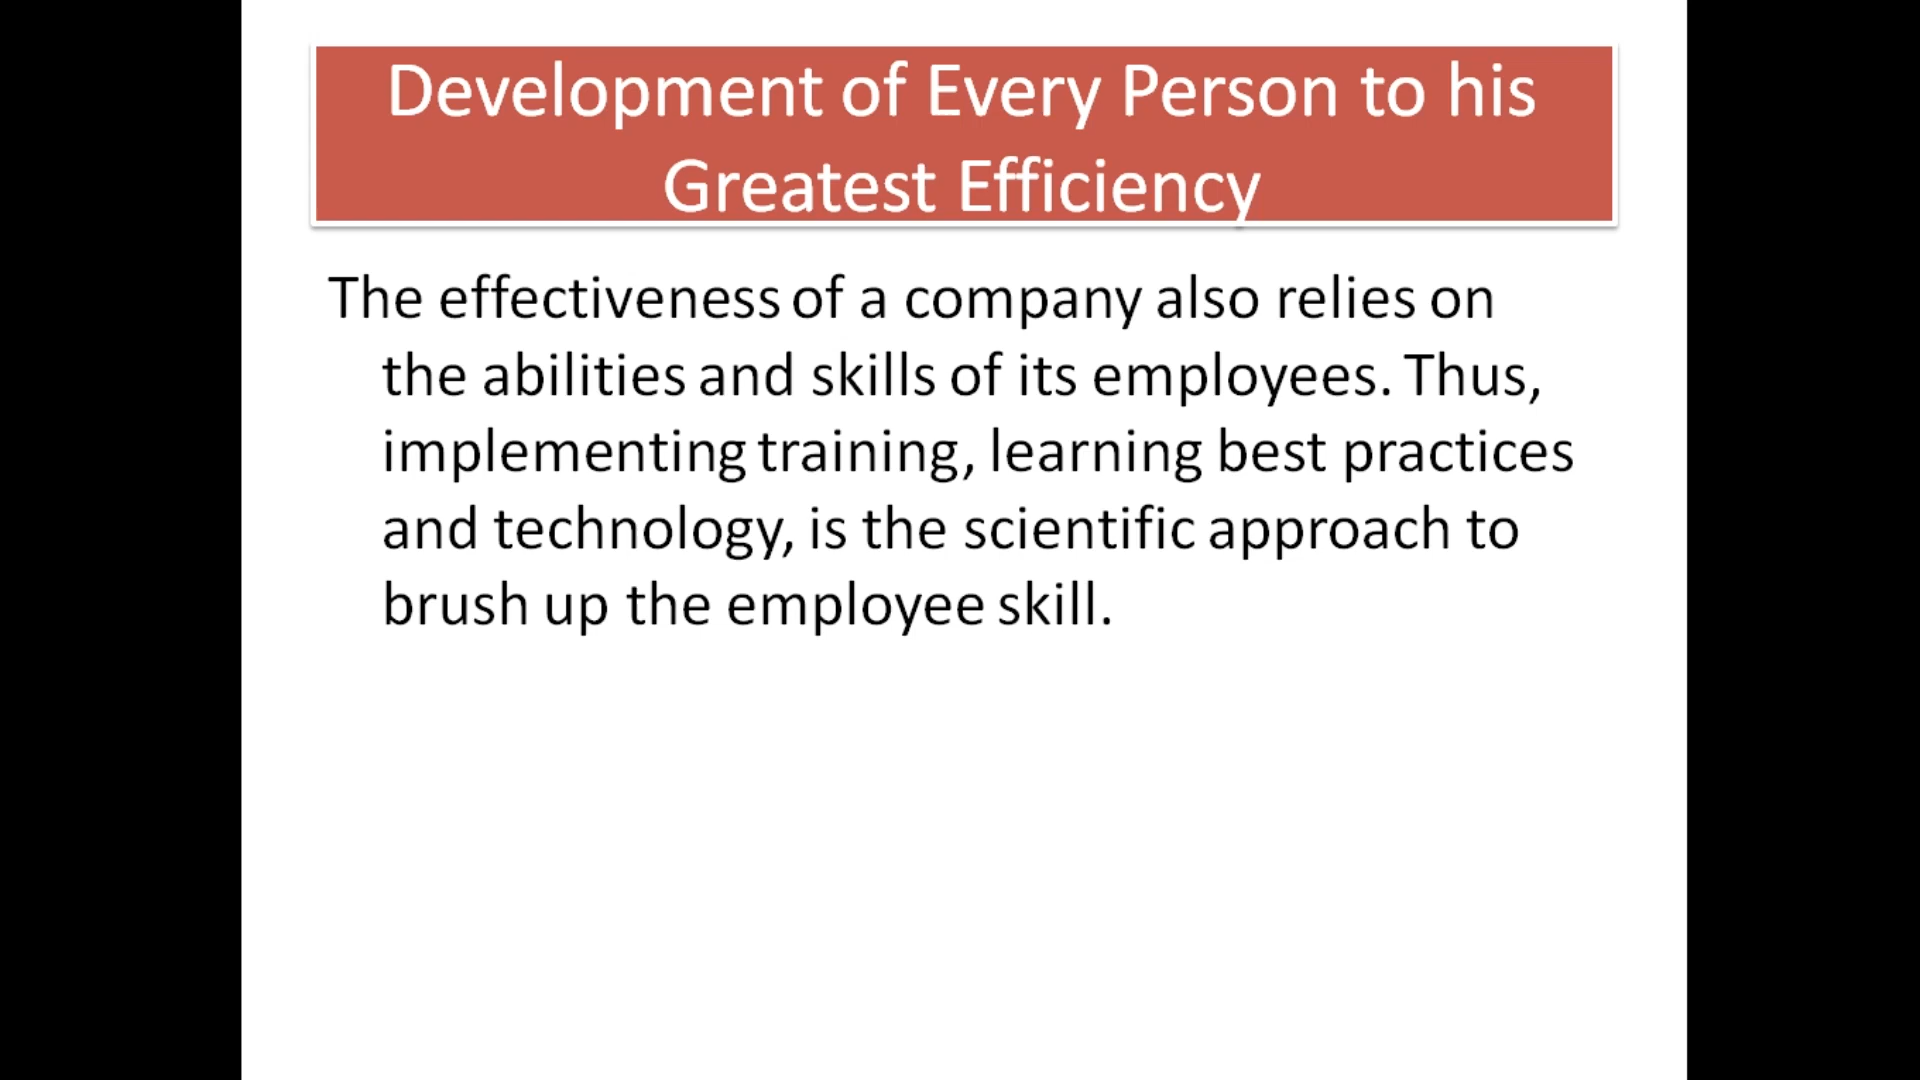 Development of Every Person to his
Greatest Efficiency
The effectiveness of a company also relies on
the abilities and skills of its employees. Thus,
implementing training, learning best practices
and technology, is the scientific approach to
brush up the employee skill.